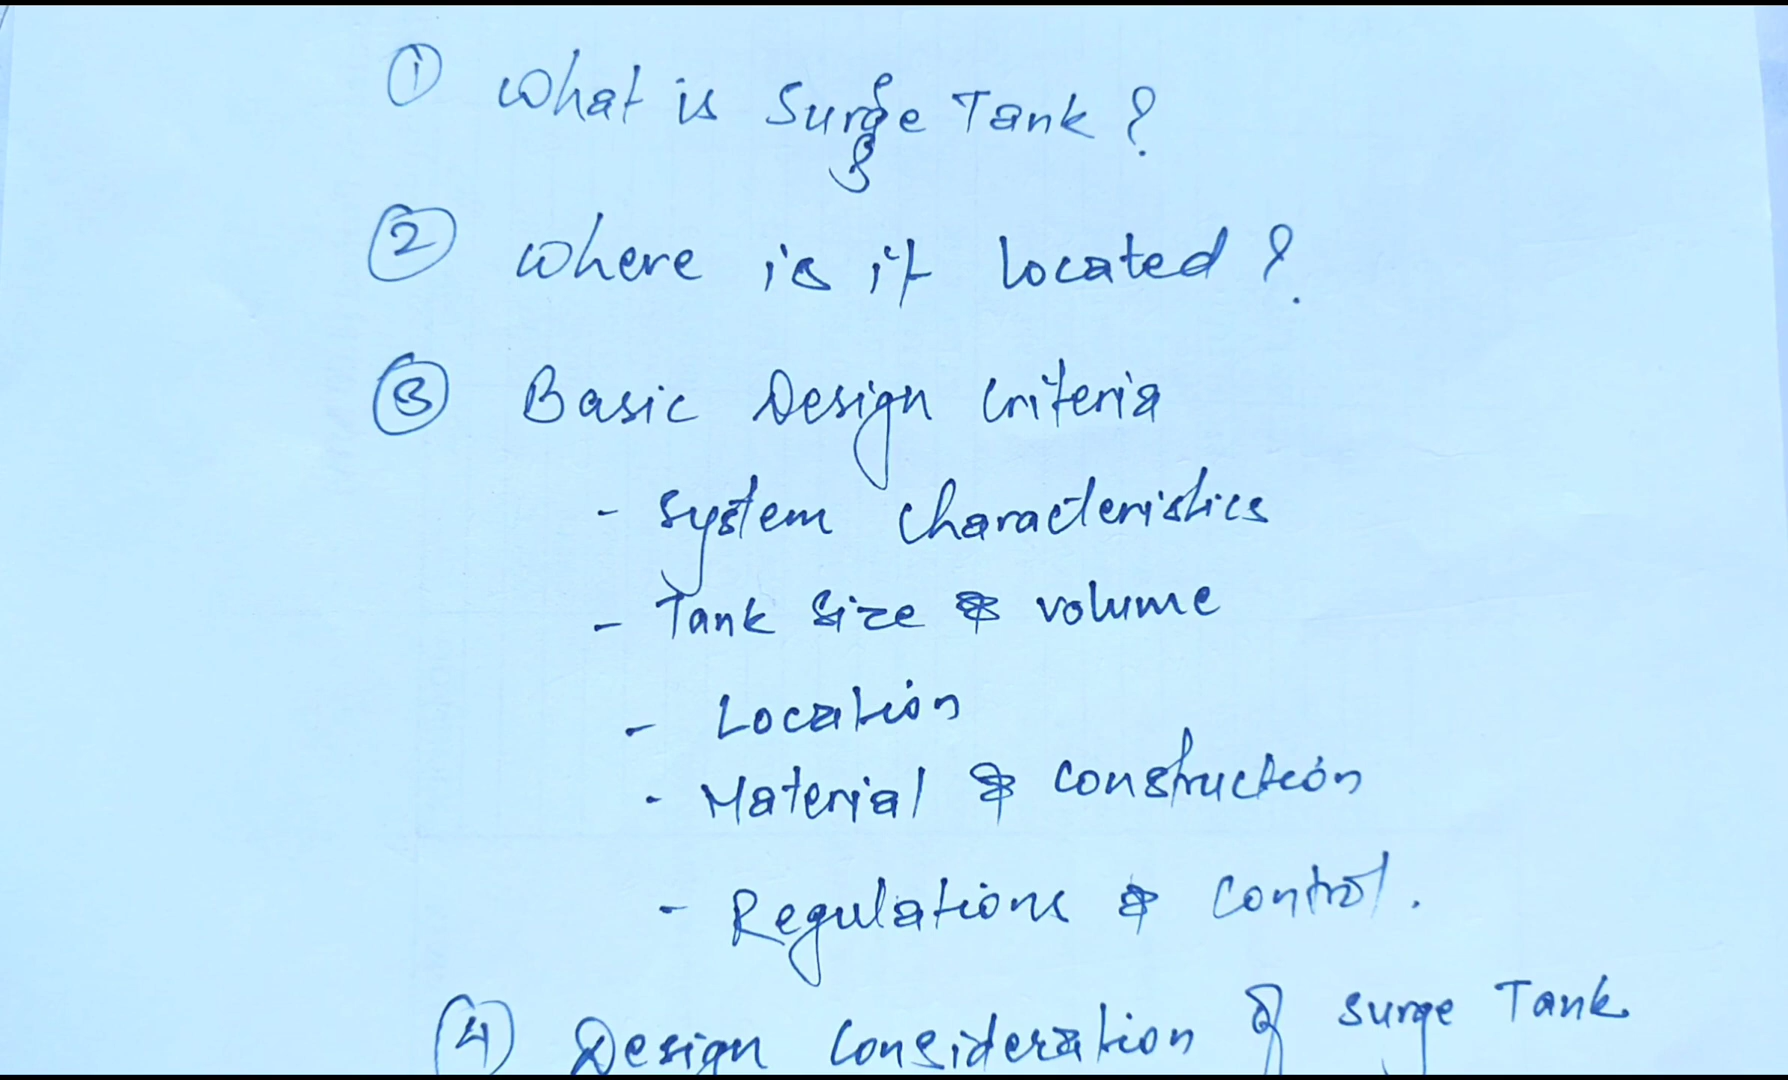 ① What is Surge Tank ?
② Where is it located ?
③ Basic Design Criteria
- System Characteristics
- Tank Size & volume
- Location
- Material & construction
- Regulations & Control.
④ Design Consideration of Surge Tank